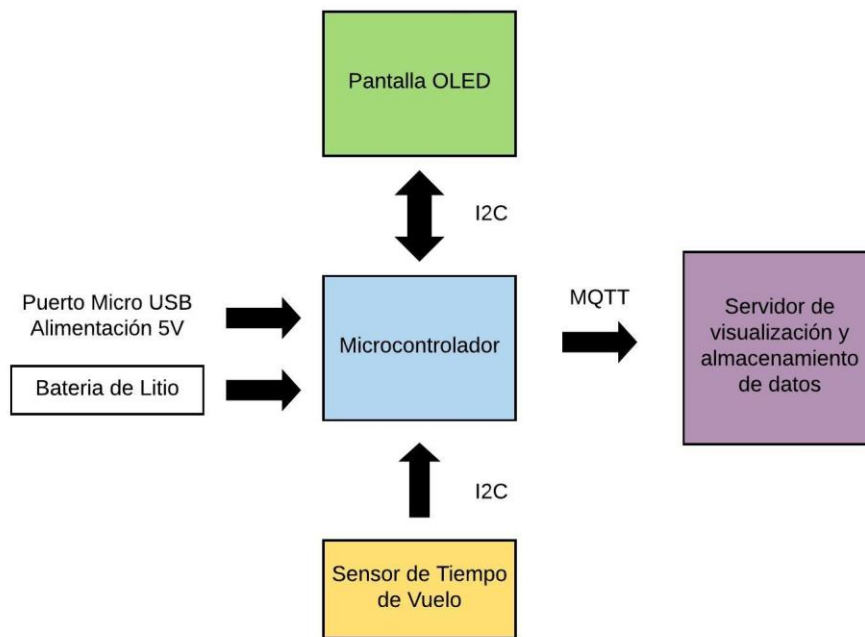 Pantalla OLED
I2C
Puerto Micro USB
Alimentación 5V
Bateria de Litio
Microcontrolador
MQTT
Servidor de
visualización y
almacenamiento
de datos
I2C
Sensor de Tiempo
de Vuelo